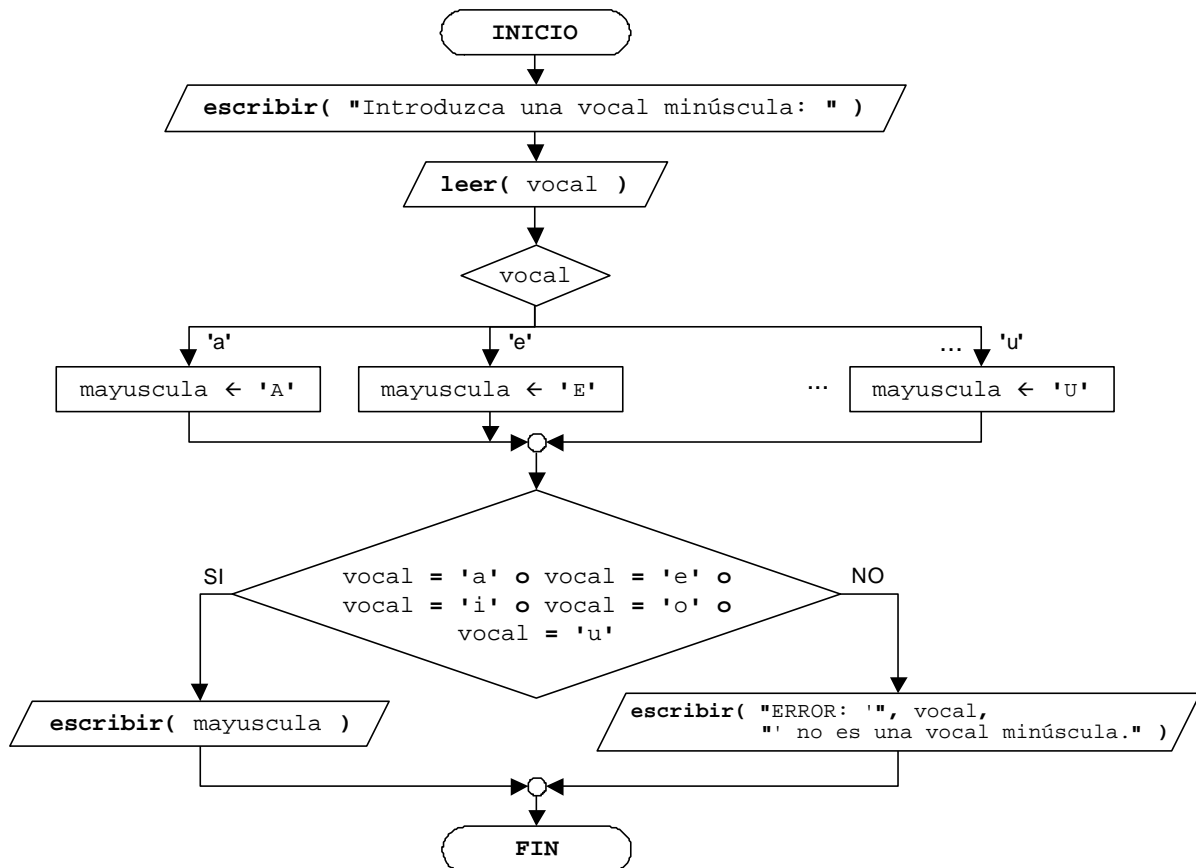 INICIO
escribir( "Introduzca una vocal minúscula: " )
leer( vocal )
vocal
'a'
'e'
... 'u'
mayuscula ← 'A'
mayuscula ← 'E'
...
mayuscula ← 'U'
SI
vocal = 'a' o vocal = 'e' o
vocal = 'i' o vocal = 'o' o
vocal = 'u'
NO
escribir( mayuscula )
escribir( "ERROR: '", vocal,
"' no es una vocal minúscula." )
FIN